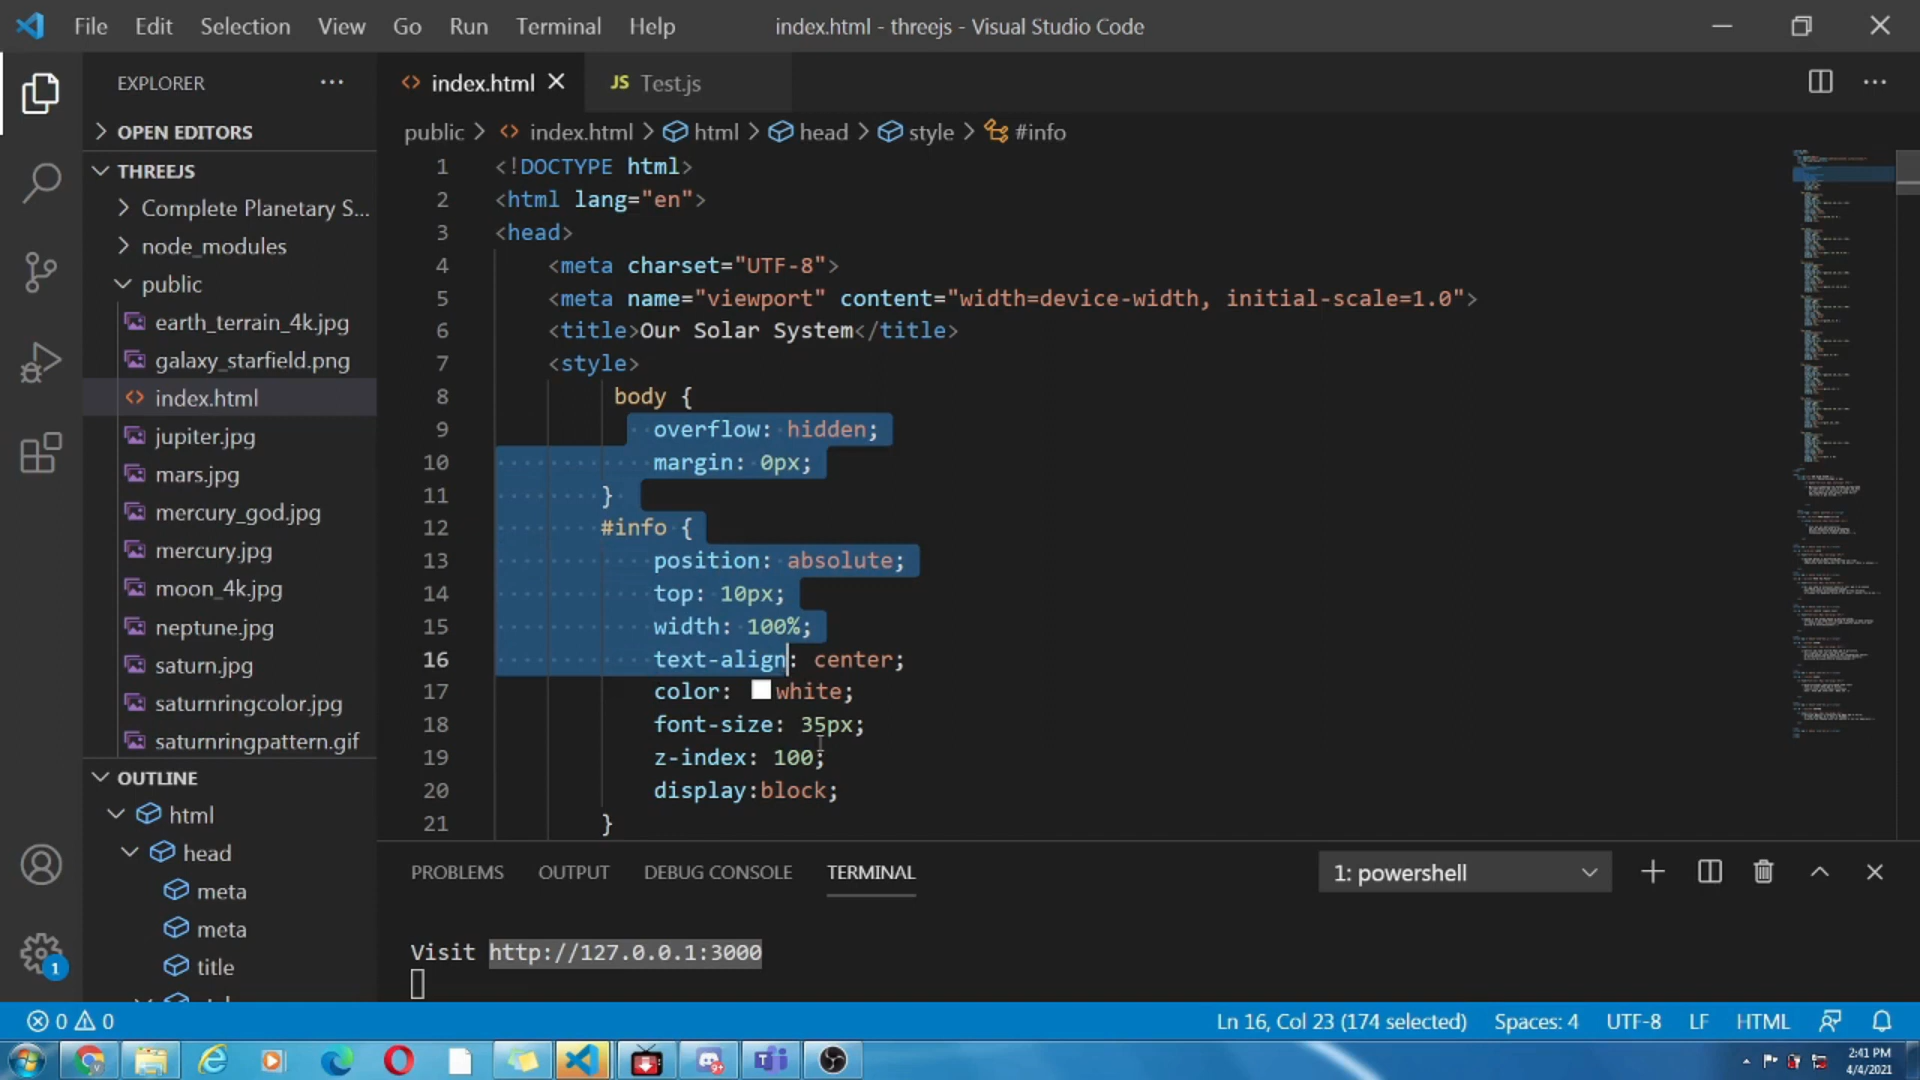 File Edit Selection View Go Run Terminal Help
index.html - threejs - Visual Studio Code
EXPLORER
OPEN EDITORS
THREEJS
Complete Planetary S...
node_modules
public
earth_terrain_4k.jpg
galaxy_starfield.png
index.html
jupiter.jpg
mars.jpg
mercury_god.jpg
mercury.jpg
moon_4k.jpg
neptune.jpg
saturn.jpg
saturnringcolor.jpg
saturnringpattern.gif
OUTLINE
html
head
meta
meta
title
index.html
JS Test.js
public > index.html > html > head > style > #info
1 <!DOCTYPE html>
2 <html lang="en">
3 <head>
4 <meta charset="UTF-8">
5 <meta name="viewport" content="width=device-width, initial-scale=1.0">
6 <title>Our Solar System</title>
7 <style>
8 body {
9 overflow: hidden;
10 margin: 0px;
11 }
12 #info {
13 position: absolute;
14 top: 10px;
15 width: 100%;
16 text-align: center;
17 color: white;
18 font-size: 35px;
19 z-index: 100;
20 display:block;
21 }
PROBLEMS OUTPUT DEBUG CONSOLE TERMINAL
1: powershell
Visit http://127.0.0.1:3000
1
0 0
Ln 16, Col 23 (174 selected) Spaces: 4 UTF-8 LF HTML
2:41 PM
4/4/2021